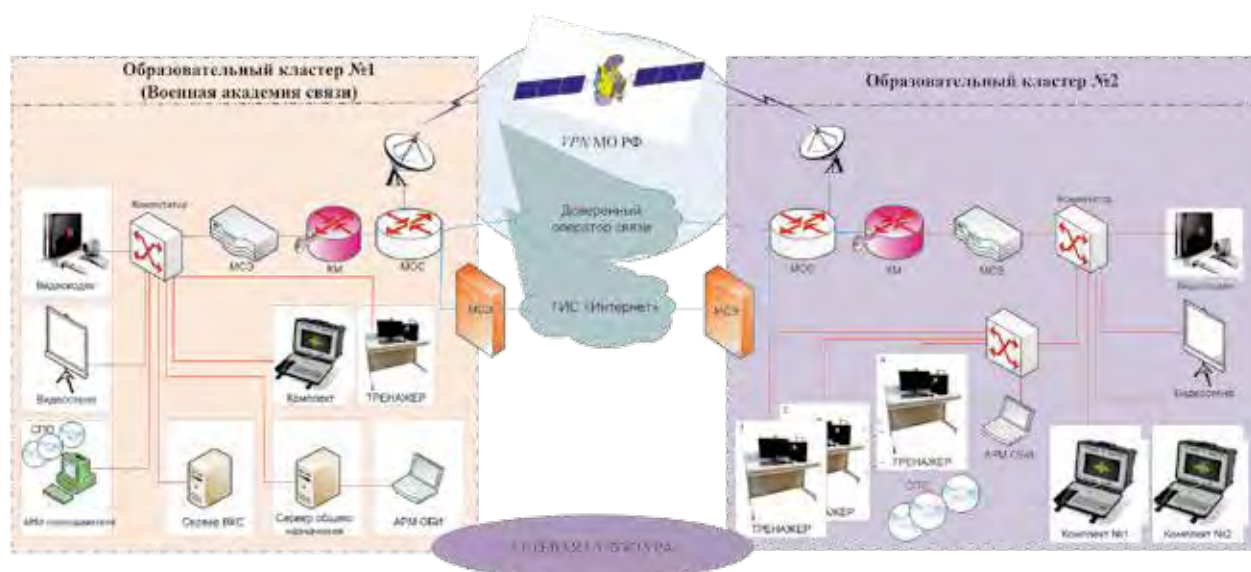 Образовательный кластер №1
(Военная академия связи)
VPN МО РФ
Образовательный кластер №2
Коммутатор
МСЭ
КМ
МОС
Видеокодек
Доверенный
оператор связи
МСЭ
ГИС «Интернет»
МСЭ
МОС
КМ
МСЭ
Коммутатор
Видеокодек
Видеостена
Комплект
ТРЕНАЖЕР
СПО
АРМ преподавателя
Сервер ВКС
Сервер общего
назначения
АРМ ОБИ
ТРЕНАЖЕР
ТРЕНАЖЕР
АРМ ОБИ
СПО
Комплект №1
Комплект №2